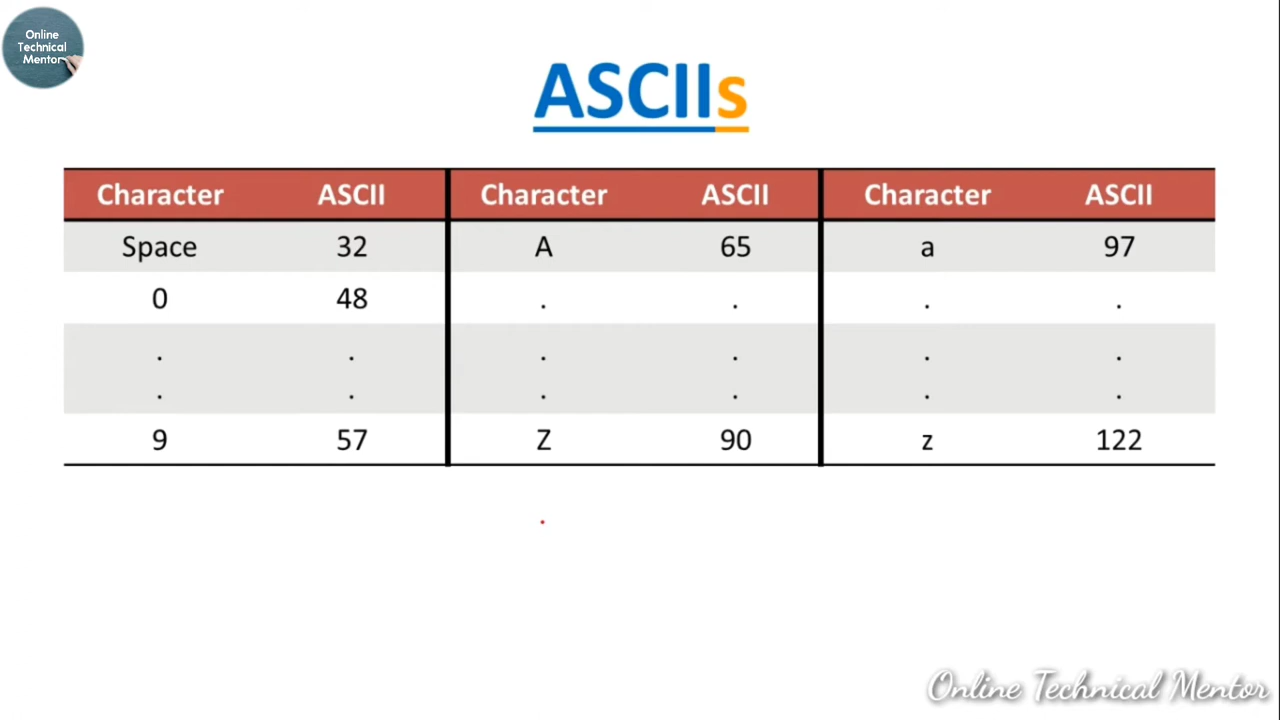 Online
Technical
Mentor
ASCIIs
Character ASCII Character ASCII Character ASCII
Space 32 A 65 a 97
0 48 . . . .
. . . . . .
. . . . . .
9 57 Z 90 z 122
Online Technical Mentor